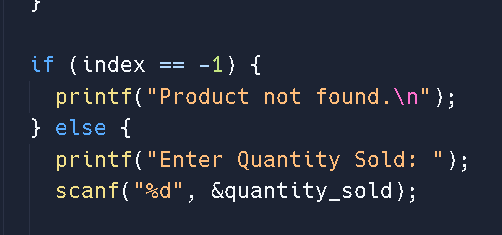 }
if (index == -1) {
printf("Product not found.\n");
} else {
printf("Enter Quantity Sold: ");
scanf("%d", &quantity_sold);